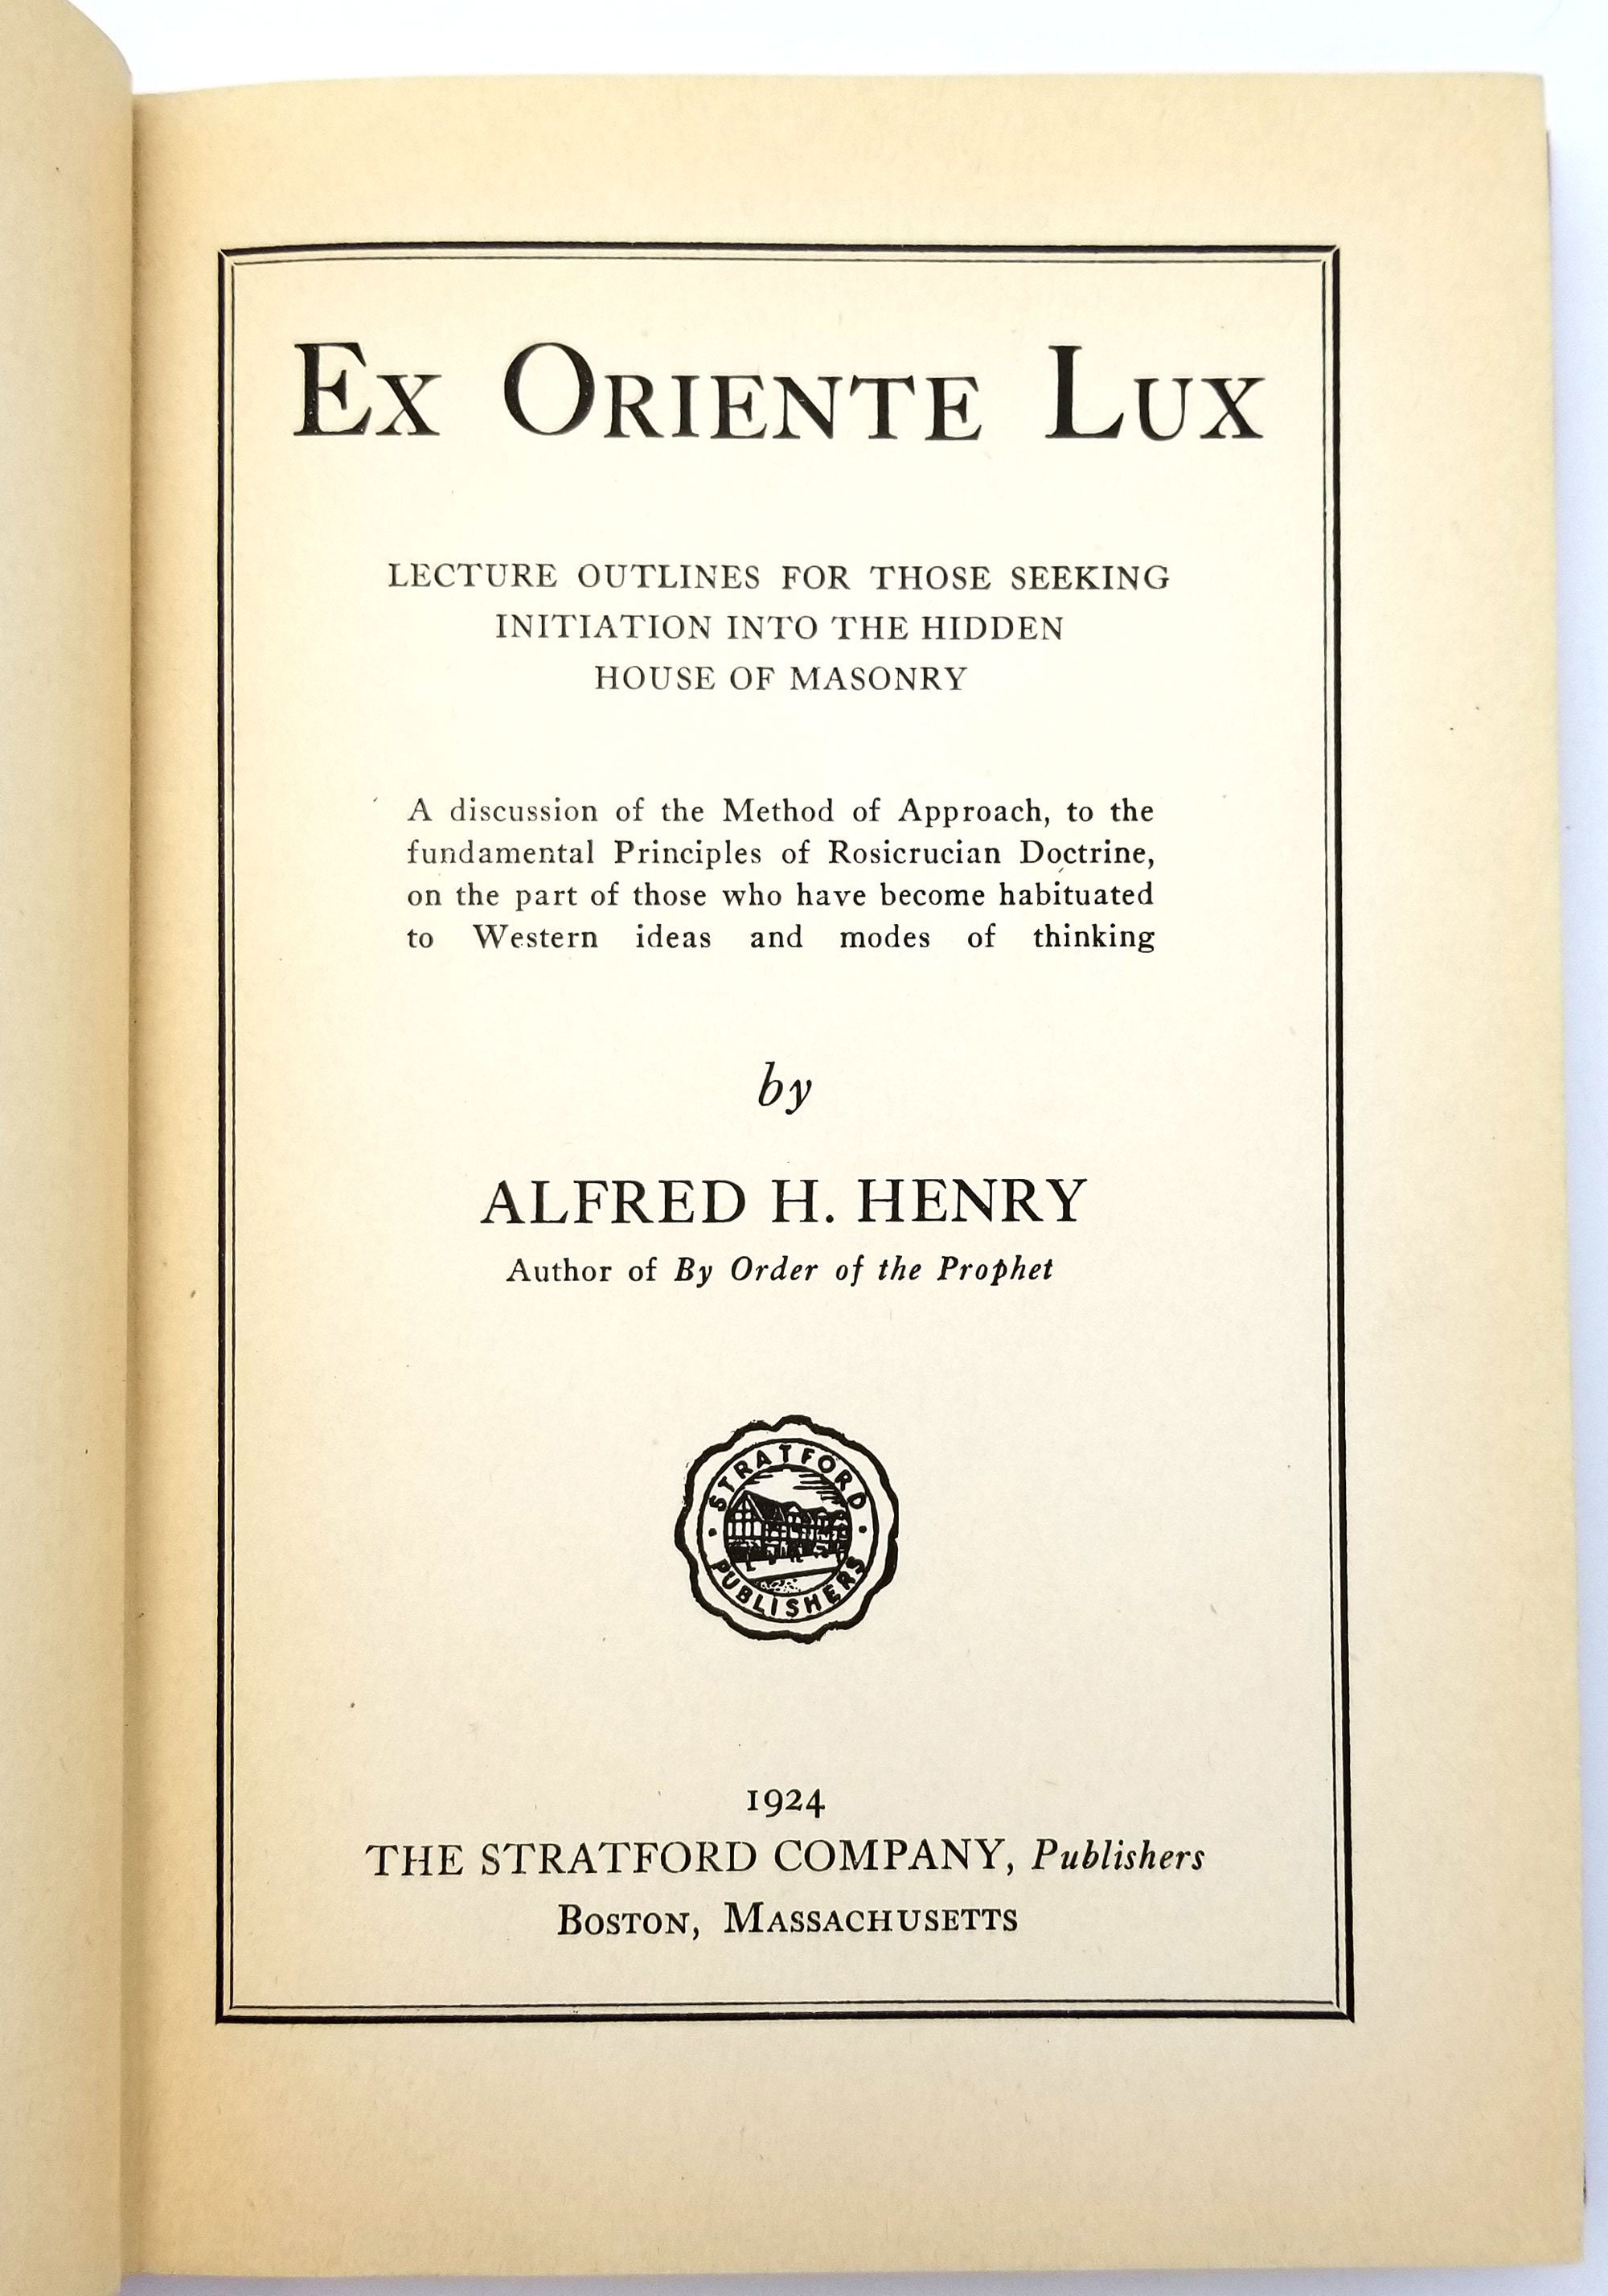 Ex Oriente Lux
LECTURE OUTLINES FOR THOSE SEEKING
INITIATION INTO THE HIDDEN
HOUSE OF MASONRY
A discussion of the Method of Approach, to the
fundamental Principles of Rosicrucian Doctrine,
on the part of those who have become habituated
to Western ideas and modes of thinking
by
ALFRED H. HENRY
Author of By Order of the Prophet
· STRATFORD ·
PUBLISHERS
1924
THE STRATFORD COMPANY, Publishers
Boston, Massachusetts